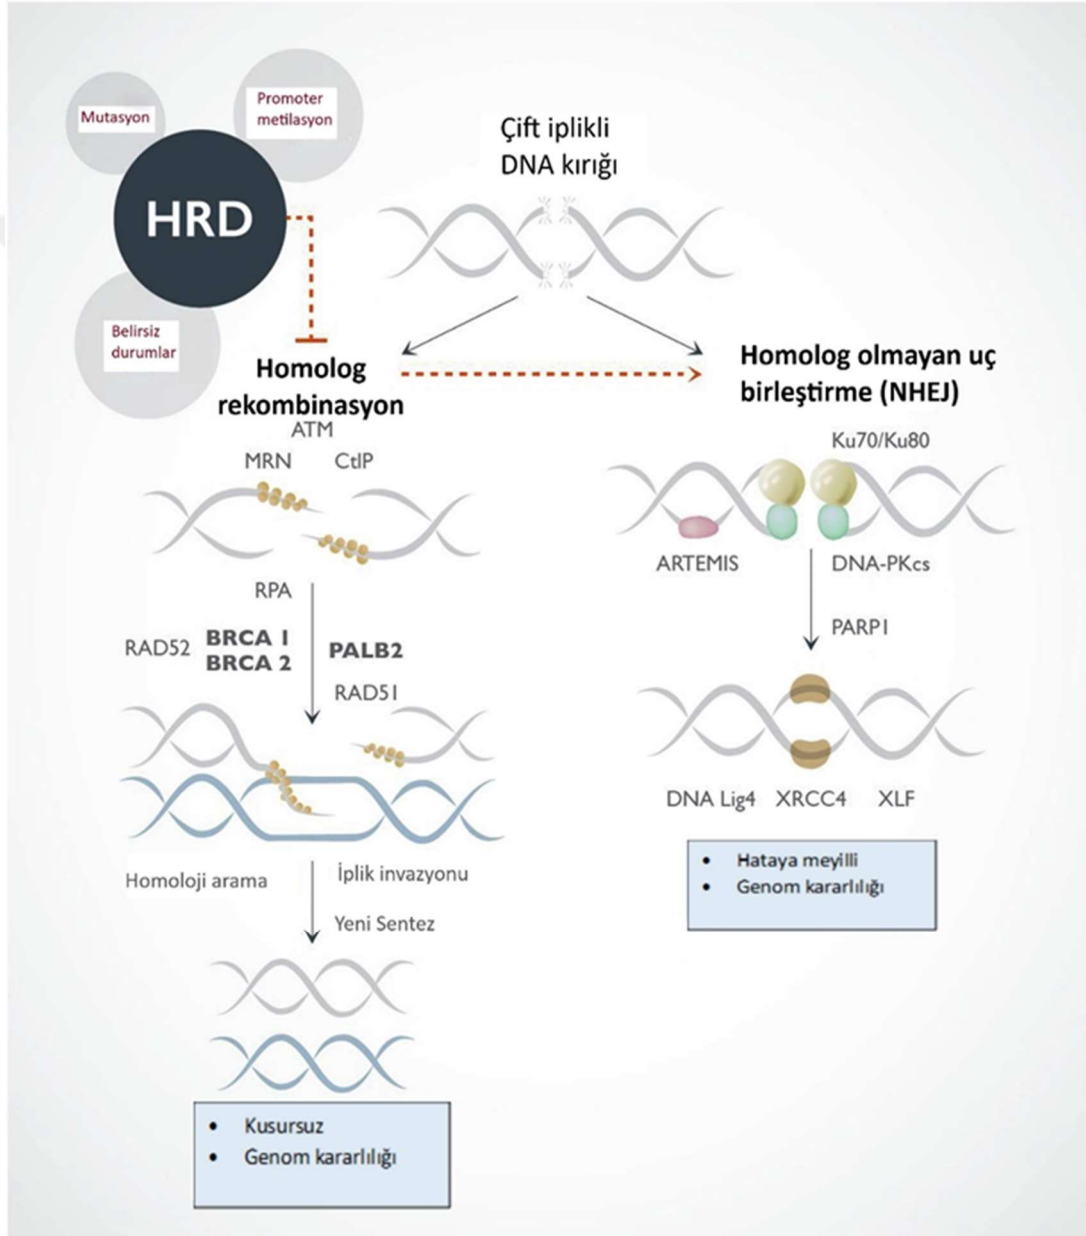 Mutasyon
Promoter
metilasyon
HRD
Belirsiz
durumlar
Çift iplikli
DNA kırığı
Homolog
rekombinasyon
ATM
MRN CtIP
RPA
RAD52 BRCA 1
BRCA 2
PALB2
RAD51
Homoloji arama
İplik invazyonu
Yeni Sentez
• Kusursuz
• Genom kararlılığı
Homolog olmayan uç
birleştirme (NHEJ)
Ku70/Ku80
ARTEMIS DNA-PKcs
PARP1
DNA Lig4 XRCC4 XLF
• Hataya meyilli
• Genom kararlılığı